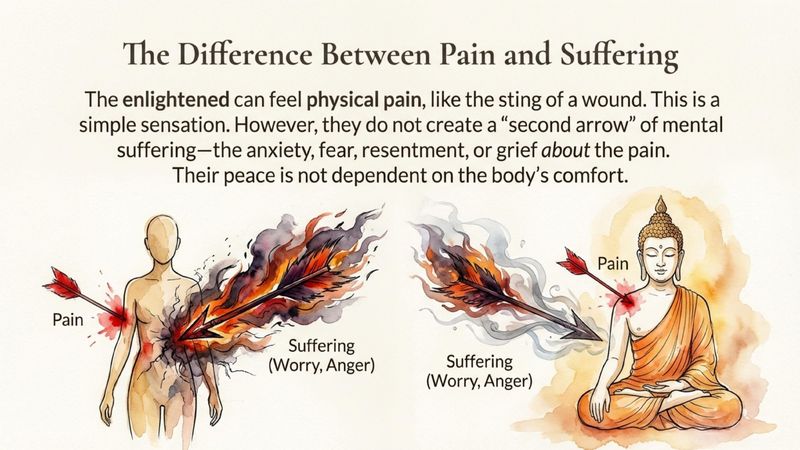 The Difference Between Pain and Suffering
The enlightened can feel physical pain, like the sting of a wound. This is a
simple sensation. However, they do not create a “second arrow” of mental
suffering—the anxiety, fear, resentment, or grief about the pain.
Their peace is not dependent on the body’s comfort.
Pain
Suffering
(Worry, Anger)
Pain
Suffering
(Worry, Anger)